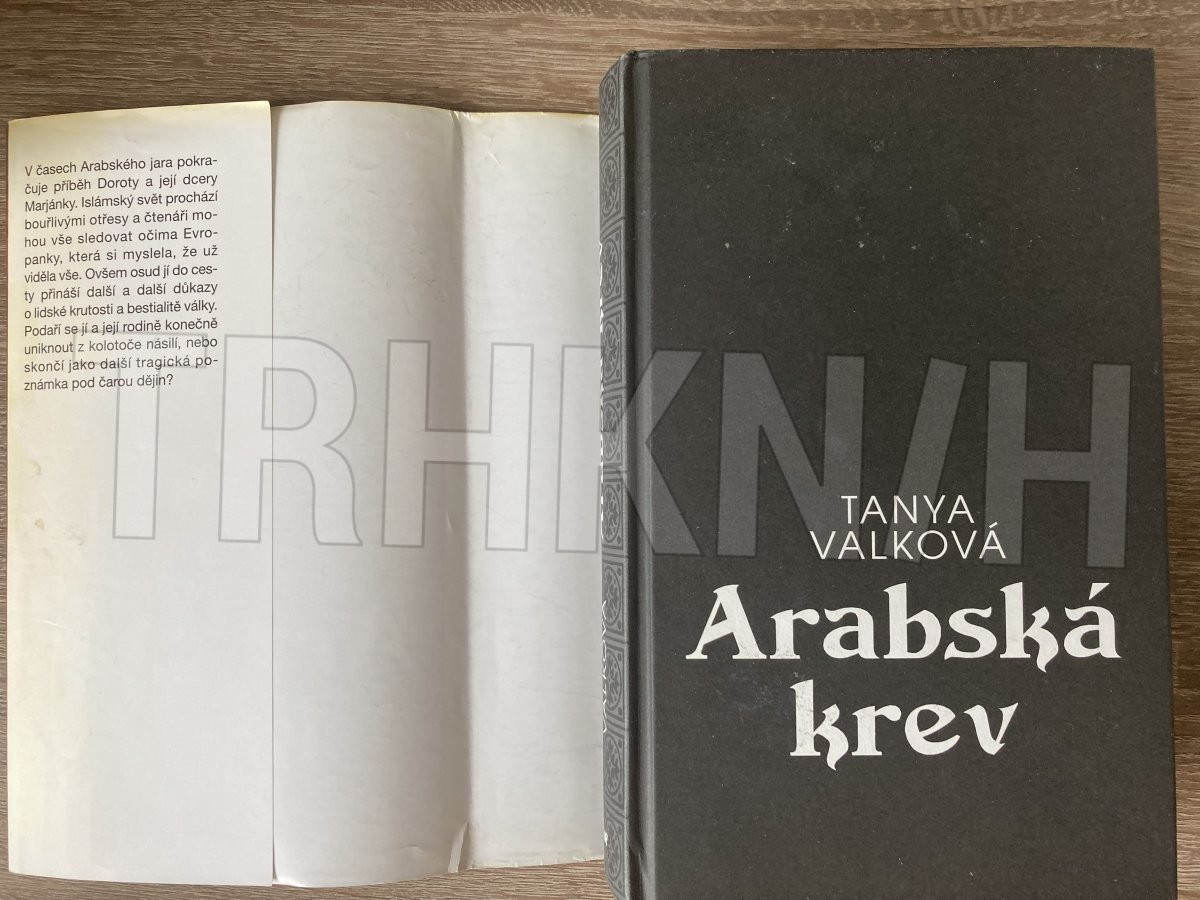 V časech Arabského jara pokra-
čuje příběh Doroty a její dcery
Marjánky. Islámský svět prochází
bouřlivými otřesy a čtenáři mo-
hou vše sledovat očima Evro-
panky, která si myslela, že už
viděla vše. Ovšem osud jí do ces-
ty přináší další a další důkazy
o lidské krutosti a bestialitě války.
Podaří se jí a její rodině konečně
uniknout z kolotoče násilí, nebo
skončí jako další tragická po-
známka pod čarou dějin?
TRHKN/H
TANYA
VALKOVÁ
Arabská
krev